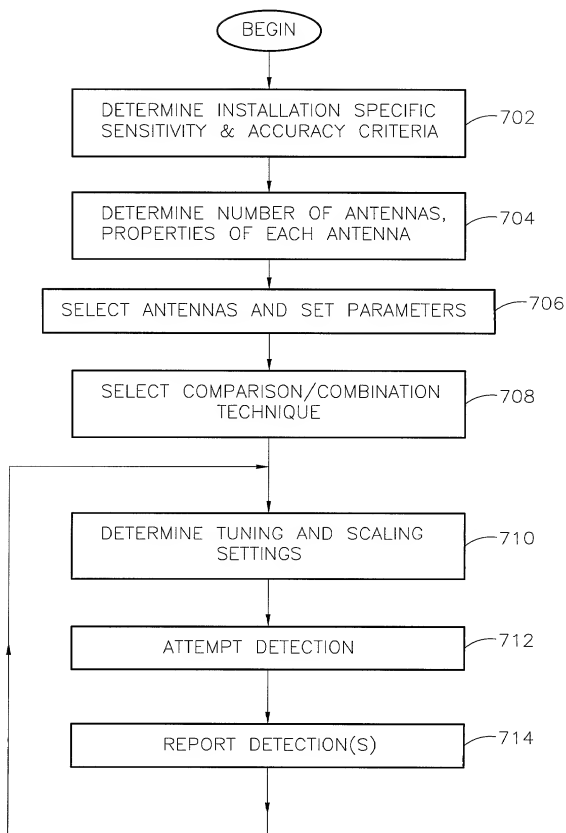 BEGIN
DETERMINE INSTALLATION SPECIFIC
SENSITIVITY & ACCURACY CRITERIA
702
DETERMINE NUMBER OF ANTENNAS,
PROPERTIES OF EACH ANTENNA
704
SELECT ANTENNAS AND SET PARAMETERS
706
SELECT COMPARISON/COMBINATION
TECHNIQUE
708
DETERMINE TUNING AND SCALING
SETTINGS
710
ATTEMPT DETECTION
712
REPORT DETECTION(S)
714